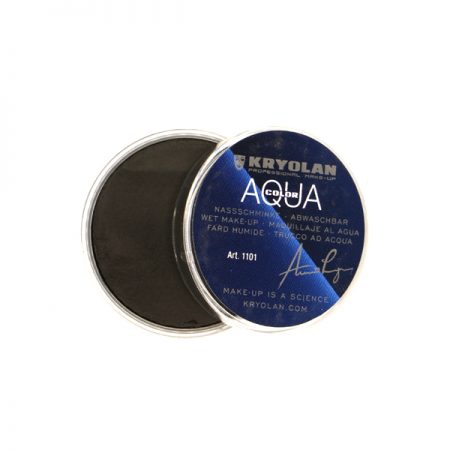 KRYOLAN
PROFESSIONAL MAKE-UP
AQUA
COLOR
NASSSCHMINKE · ABWASCHBAR
WET MAKE-UP · MAQUILLAJE AL AGUA
FARD HUMIDE · TRUCCO AD ACQUA
Art. 1101
MAKE-UP IS A SCIENCE
KRYOLAN.COM